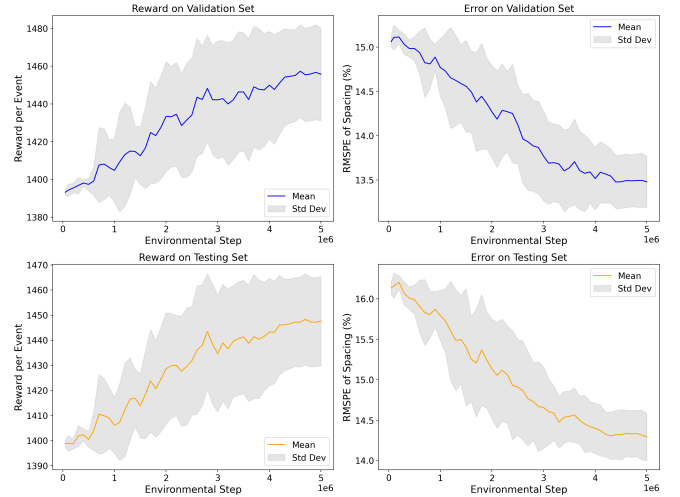 Reward on Validation Set
Reward per Event
1480
1460
1440
1420
1400
1380
Mean
Std Dev
0 1 2 3 4 5
1e6
Environmental Step
Error on Validation Set
RMSPE of Spacing (%)
15.0
14.5
14.0
13.5
Mean
Std Dev
0 1 2 3 4 5
1e6
Environmental Step
Reward on Testing Set
Reward per Event
1470
1460
1450
1440
1430
1420
1410
1400
1390
Mean
Std Dev
0 1 2 3 4 5
1e6
Environmental Step
Error on Testing Set
RMSPE of Spacing (%)
16.0
15.5
15.0
14.5
14.0
Mean
Std Dev
0 1 2 3 4 5
1e6
Environmental Step